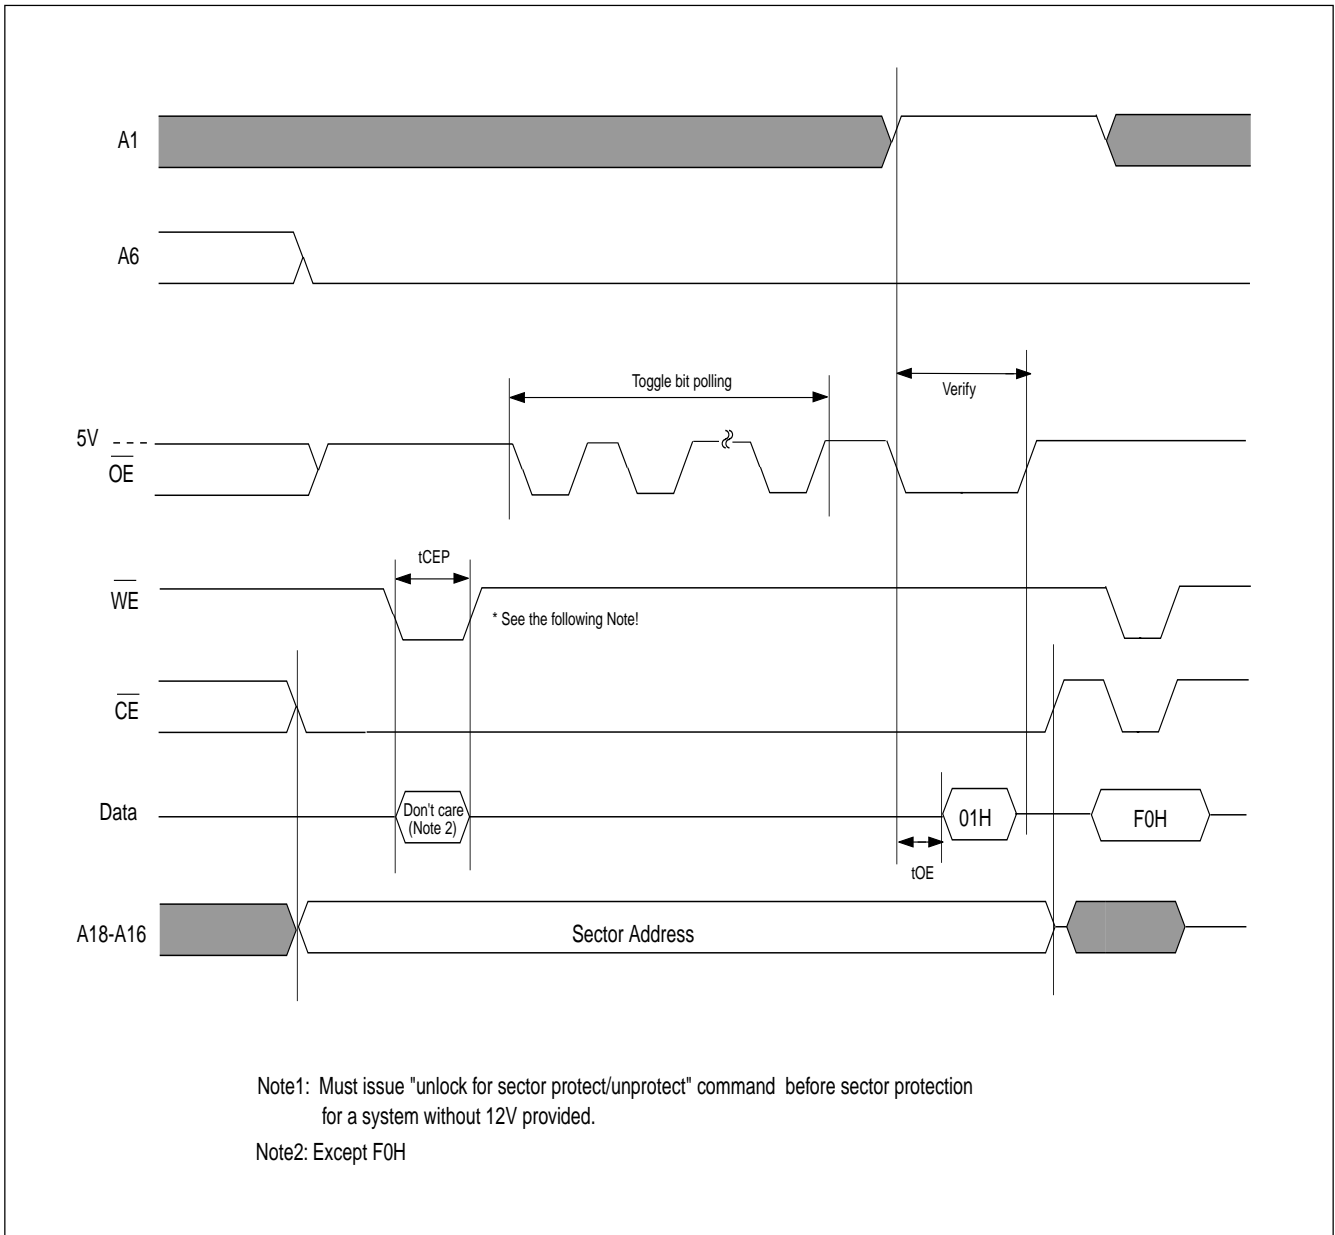 A1
A6
Toggle bit polling
Verify
5V
OE
tCEP
WE
* See the following Note!
CE
Data
Don't care
(Note 2)
01H
F0H
tOE
A18-A16
Sector Address
Note1: Must issue "unlock for sector protect/unprotect" command before sector protection
for a system without 12V provided.
Note2: Except F0H